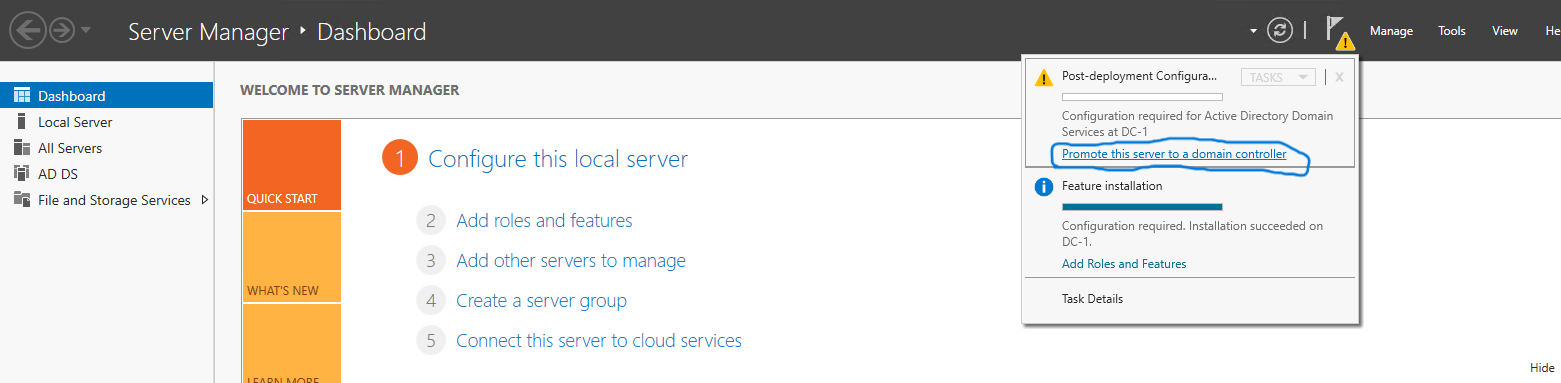 Server Manager ‣ Dashboard
Manage Tools View He
Dashboard
Local Server
All Servers
AD DS
File and Storage Services
WELCOME TO SERVER MANAGER
QUICK START
WHAT'S NEW
LEARN MORE
1 Configure this local server
2 Add roles and features
3 Add other servers to manage
4 Create a server group
5 Connect this server to cloud services
Post-deployment Configura... TASKS X
Configuration required for Active Directory Domain
Services at DC-1
Promote this server to a domain controller
Feature installation
Configuration required. Installation succeeded on
DC-1.
Add Roles and Features
Task Details
Hide